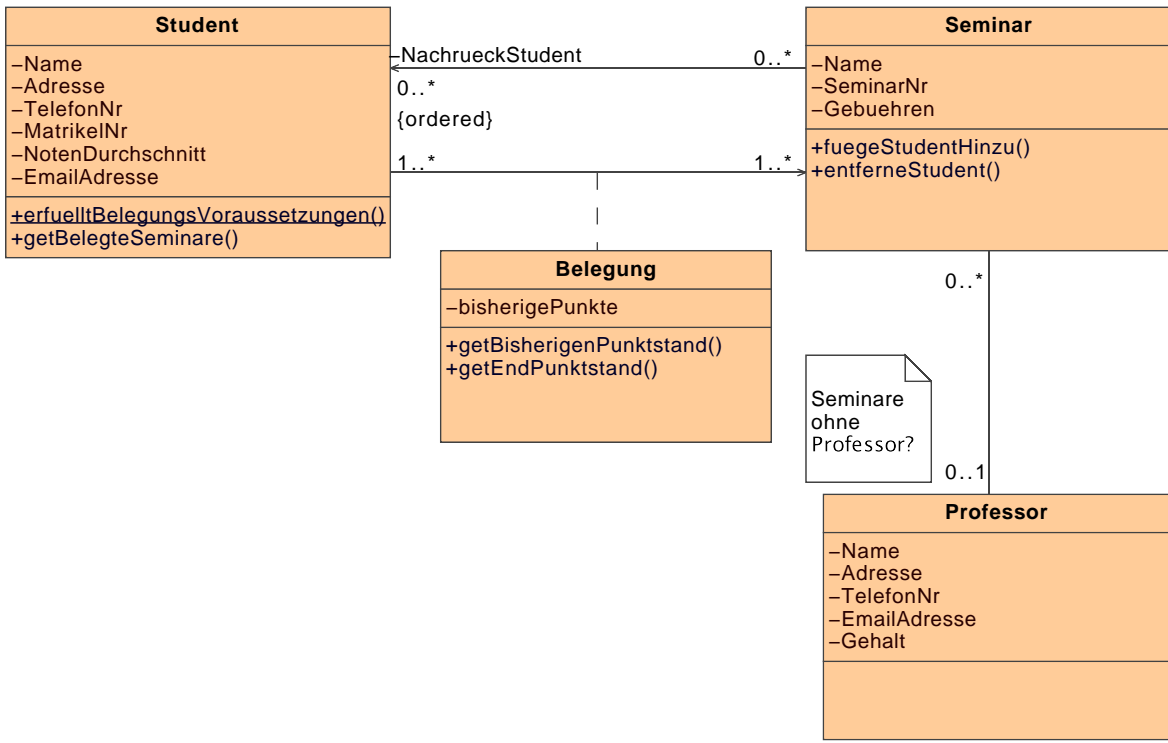 Student
–Name
–Adresse
–TelefonNr
–MatrikelNr
–NotenDurchschnitt
–EmailAdresse
+erfuelltBelegungsVoraussetzungen()
+getBelegteSeminare()
–NachrueckStudent
0..*
0..*
{ordered}
1..*
1..*
Seminar
–Name
–SeminarNr
–Gebuehren
+fuegeStudentHinzu()
+entferneStudent()
Belegung
–bisherigePunkte
+getBisherigenPunktstand()
+getEndPunktstand()
0..*
Seminare
ohne
Professor?
0..1
Professor
–Name
–Adresse
–TelefonNr
–EmailAdresse
–Gehalt